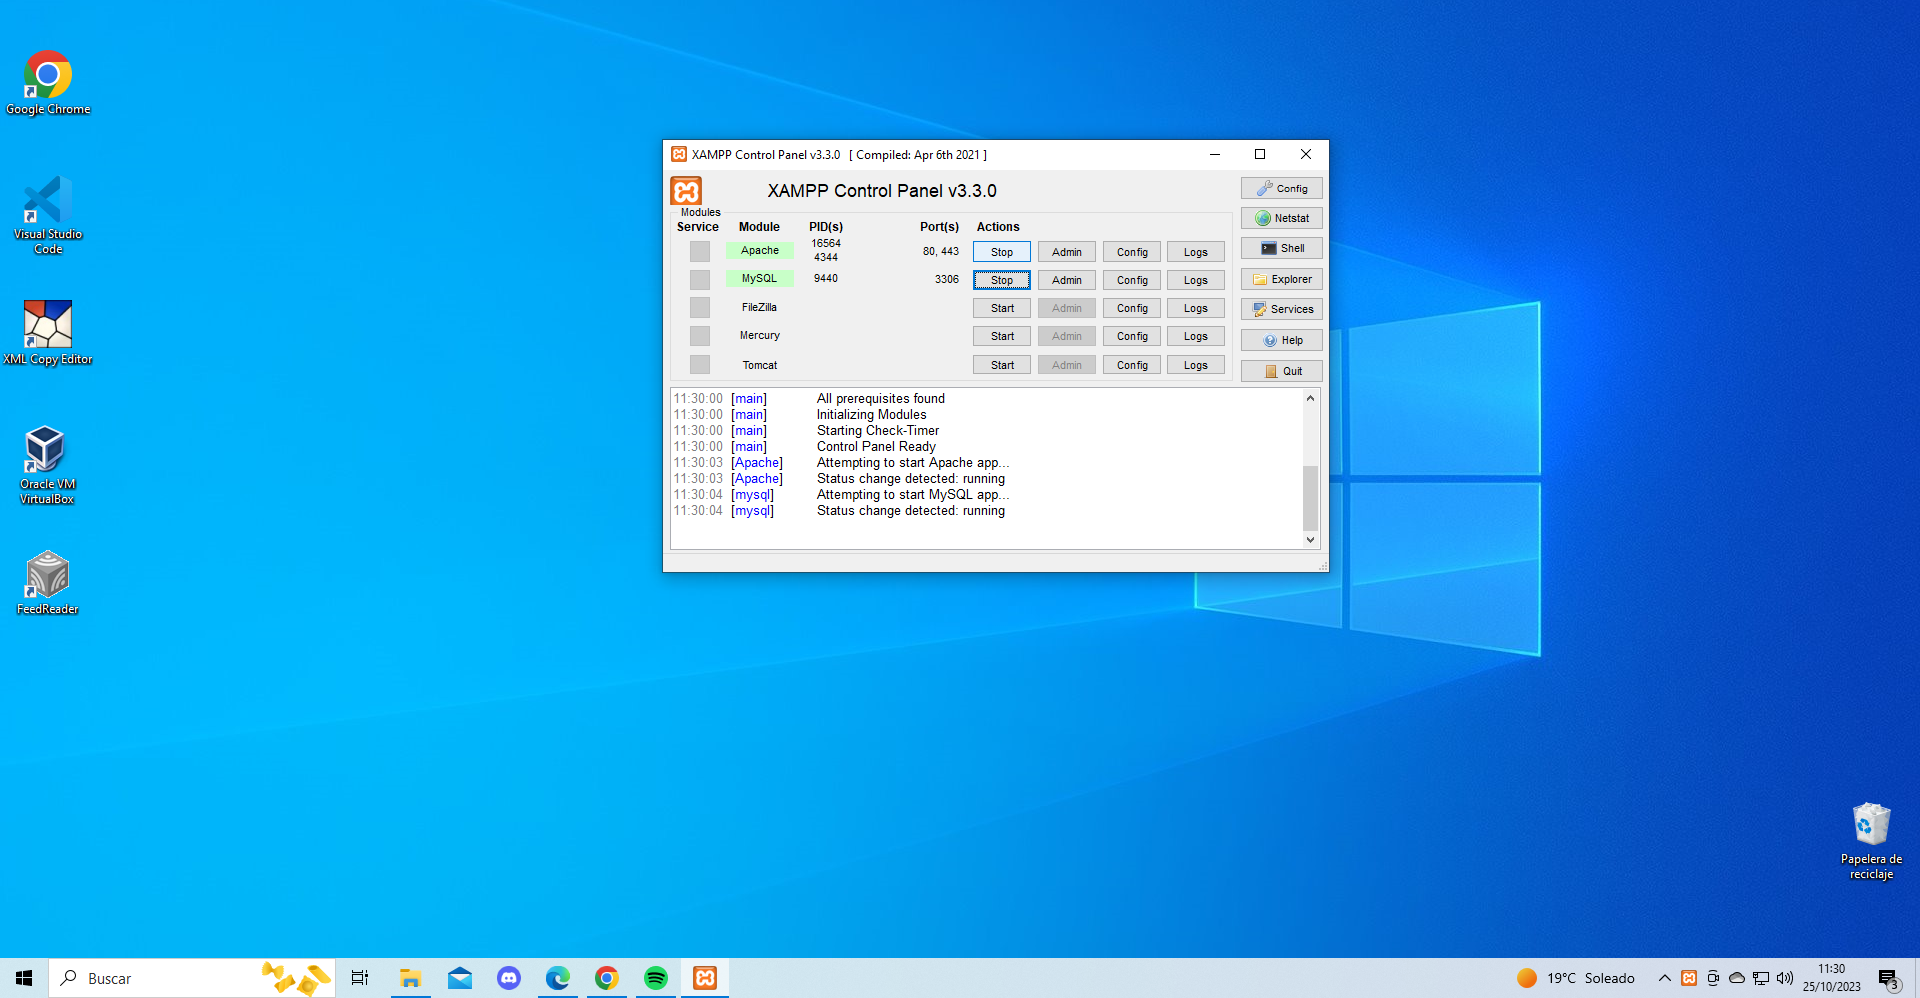 Google Chrome
Visual Studio
Code
XML Copy Editor
Oracle VM
VirtualBox
FeedReader
XAMPP Control Panel v3.3.0 [ Compiled: Apr 6th 2021 ]
XAMPP Control Panel v3.3.0
Config
Modules
Netstat
Service Module PID(s) Port(s) Actions
Apache 16564 4344 80, 443 Stop Admin Config Logs
Shell
MySQL 9440 3306 Stop Admin Config Logs
Explorer
FileZilla Start Admin Config Logs
Services
Mercury Start Admin Config Logs
Help
Tomcat Start Admin Config Logs
Quit
11:30:00 [main] All prerequisites found
11:30:00 [main] Initializing Modules
11:30:00 [main] Starting Check-Timer
11:30:00 [main] Control Panel Ready
11:30:03 [Apache] Attempting to start Apache app...
11:30:03 [Apache] Status change detected: running
11:30:04 [mysql] Attempting to start MySQL app...
11:30:04 [mysql] Status change detected: running
Papelera de
reciclaje
Buscar
19°C Soleado
11:30
25/10/2023
3